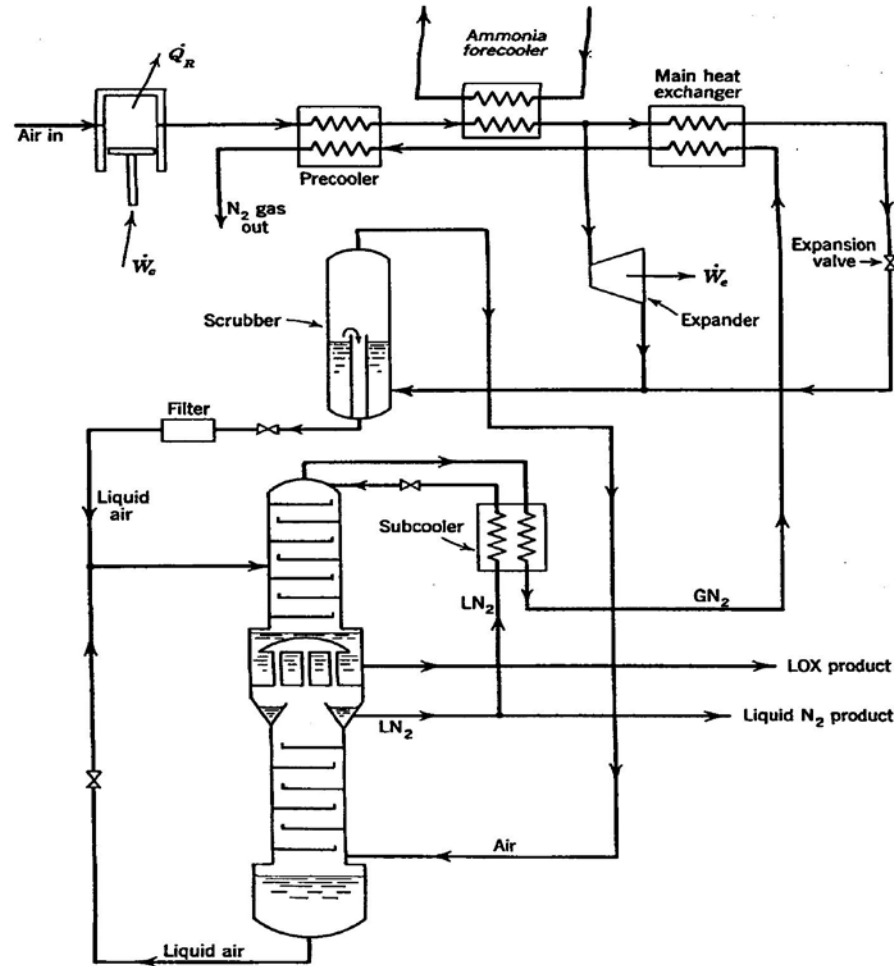 Ammonia
forecooler
Q̇R
Main heat
exchanger
Air in
Precooler
N2 gas
out
Ẇc
Expansion
valve
Ẇe
Scrubber
Expander
Filter
Liquid
air
Subcooler
LN2
GN2
LOX product
LN2
Liquid N2 product
Air
Liquid air